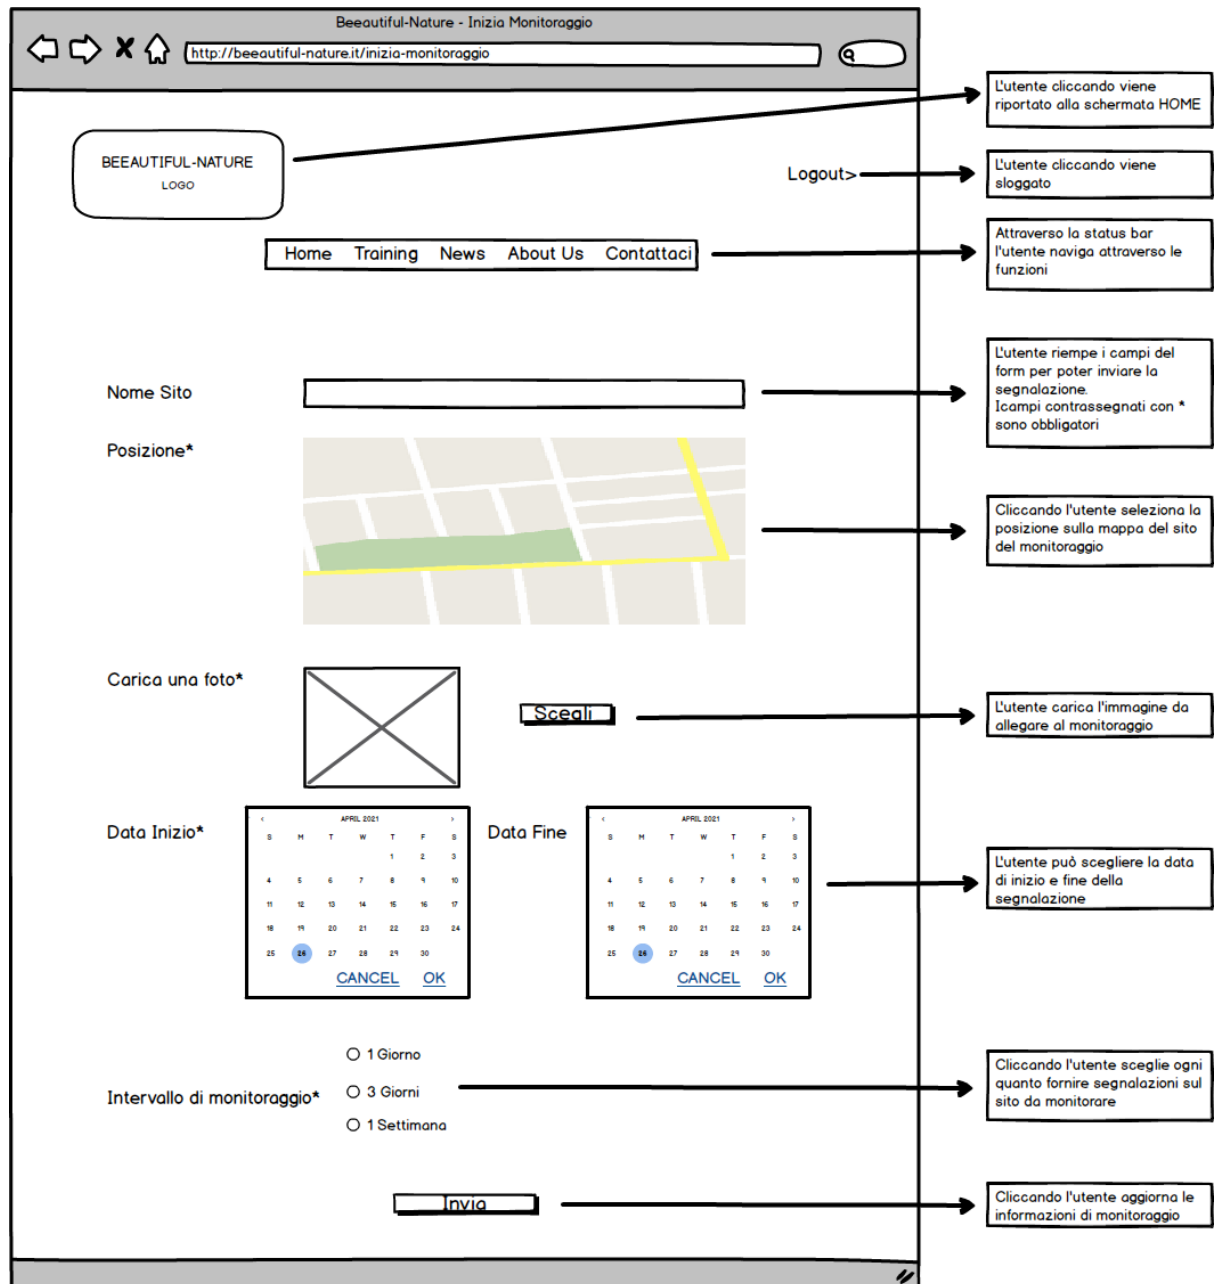 Beeautiful-Nature - Inizia Monitoraggio
http://beeautiful-nature.it/inizia-monitoraggio
L'utente cliccando viene
riportato alla schermata HOME
BEEAUTIFUL-NATURE
LOGO
Logout>
L'utente cliccando viene
sloggato
Home Training News About Us Contattaci
Attraverso la status bar
l'utente naviga attraverso le
funzioni
Nome Sito
L'utente riempe i campi del
form per poter inviare la
segnalazione.
Icampi contrassegnati con *
sono obbligatori
Posizione*
Cliccando l'utente seleziona la
posizione sulla mappa del sito
del monitoraggio
Carica una foto*
Scegli
L'utente carica l'immagine da
allegare al monitoraggio
Data Inizio*
< APRIL 2021 >
S M T W T F S
1 2 3
4 5 6 7 8 9 10
11 12 13 14 15 16 17
18 19 20 21 22 23 24
25 26 27 28 29 30
CANCEL OK
Data Fine
< APRIL 2021 >
S M T W T F S
1 2 3
4 5 6 7 8 9 10
11 12 13 14 15 16 17
18 19 20 21 22 23 24
25 26 27 28 29 30
CANCEL OK
L'utente può scegliere la data
di inizio e fine della
segnalazione
Intervallo di monitoraggio*
1 Giorno
3 Giorni
1 Settimana
Cliccando l'utente sceglie ogni
quanto fornire segnalazioni sul
sito da monitorare
Invia
Cliccando l'utente aggiorna le
informazioni di monitoraggio